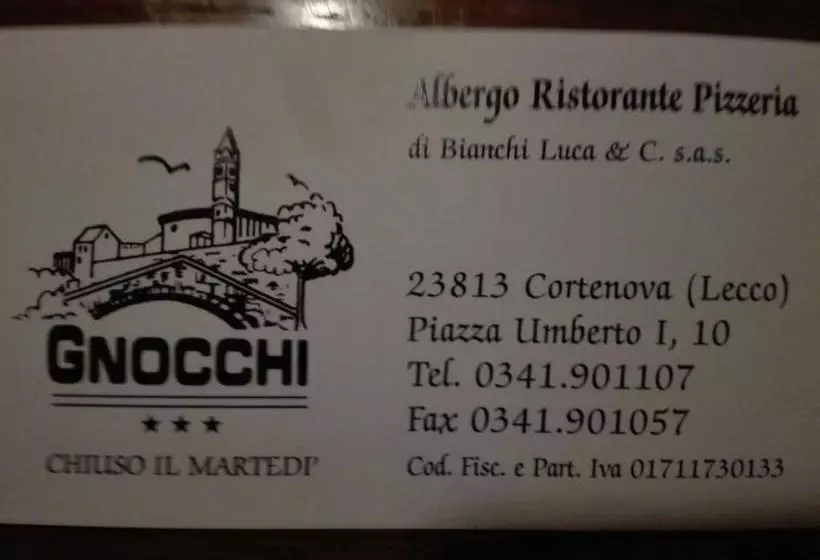 Albergo Ristorante Pizzeria
di Bianchi Luca & C. s.a.s.
GNOCCHI
★★★
CHIUSO IL MARTEDI'
23813 Cortenova (Lecco)
Piazza Umberto I, 10
Tel. 0341.901107
Fax 0341.901057
Cod. Fisc. e Part. Iva 01711730133